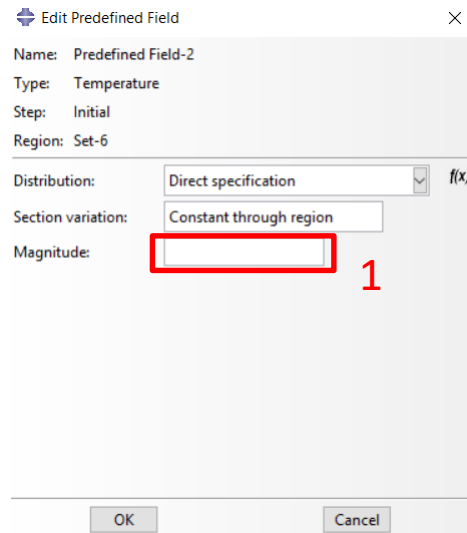 Edit Predefined Field
Name: Predefined Field-2
Type: Temperature
Step: Initial
Region: Set-6
Distribution: Direct specification f(x)
Section variation: Constant through region
Magnitude:
1
OK Cancel